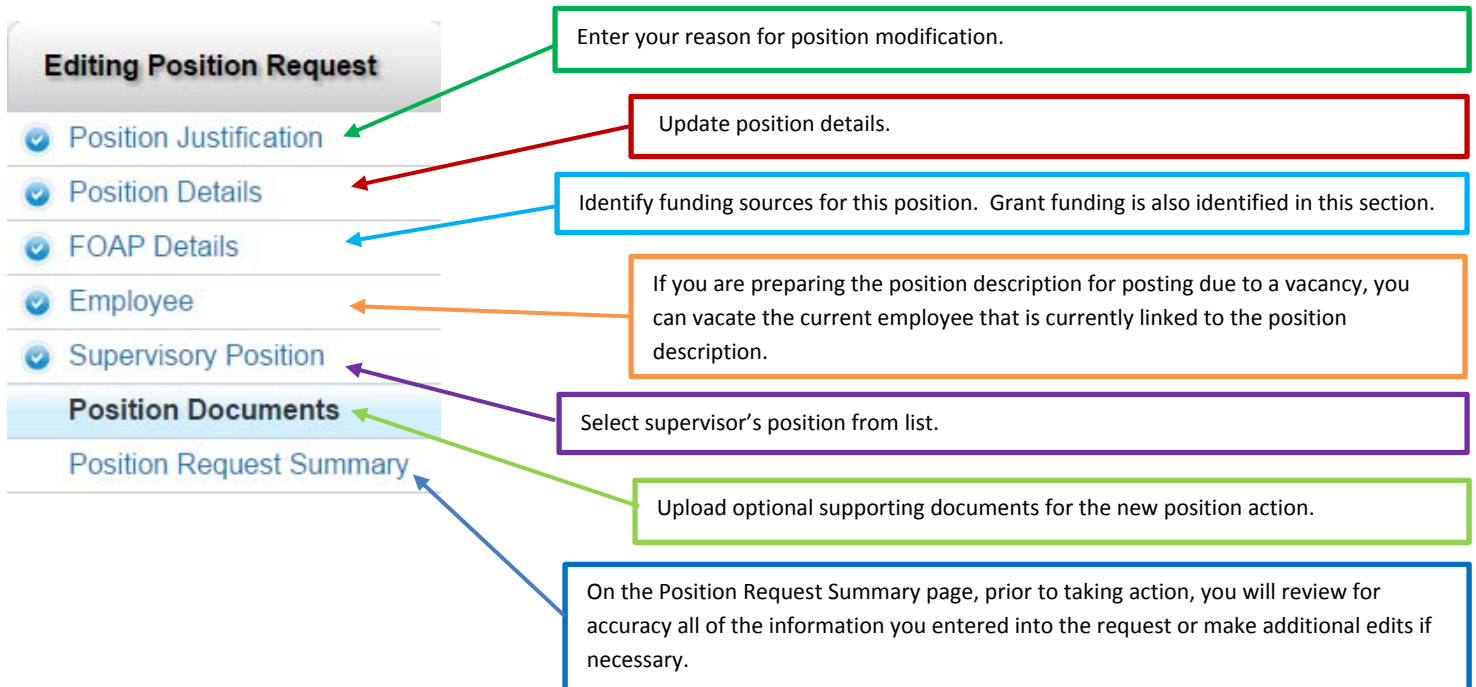 Editing Position Request
Position Justification
Position Details
FOAP Details
Employee
Supervisory Position
Position Documents
Position Request Summary
Enter your reason for position modification.
Update position details.
Identify funding sources for this position.  Grant funding is also identified in this section.
If you are preparing the position description for posting due to a vacancy, you
can vacate the current employee that is currently linked to the position
description.
Select supervisor’s position from list.
Upload optional supporting documents for the new position action.
On the Position Request Summary page, prior to taking action, you will review for
accuracy all of the information you entered into the request or make additional edits if
necessary.